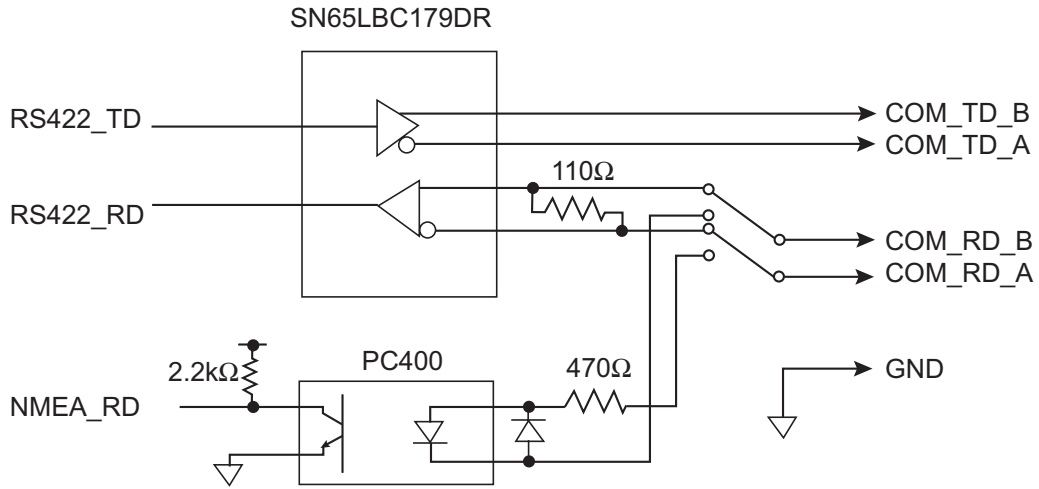 SN65LBC179DR
RS422_TD
COM_TD_B
COM_TD_A
110Ω
RS422_RD
COM_RD_B
COM_RD_A
PC400
470Ω
GND
2.2kΩ
NMEA_RD